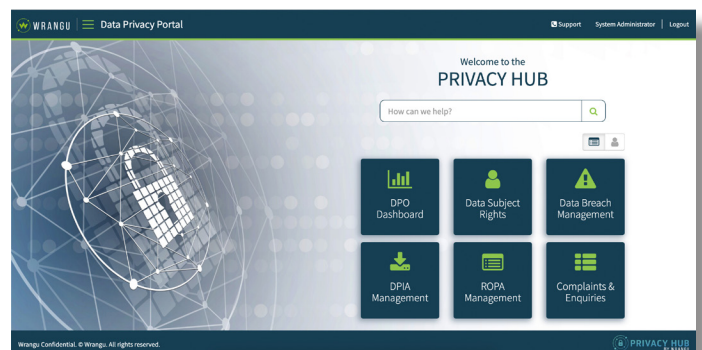 WRANGU Data Privacy Portal Support System Administrator Logout
Welcome to the
PRIVACY HUB
How can we help?
DPO
Dashboard
Data Subject
Rights
Data Breach
Management
DPIA
Management
ROPA
Management
Complaints &
Enquiries
Wrangu Confidential. © Wrangu. All rights reserved.
PRIVACY HUB
BY WRANGU